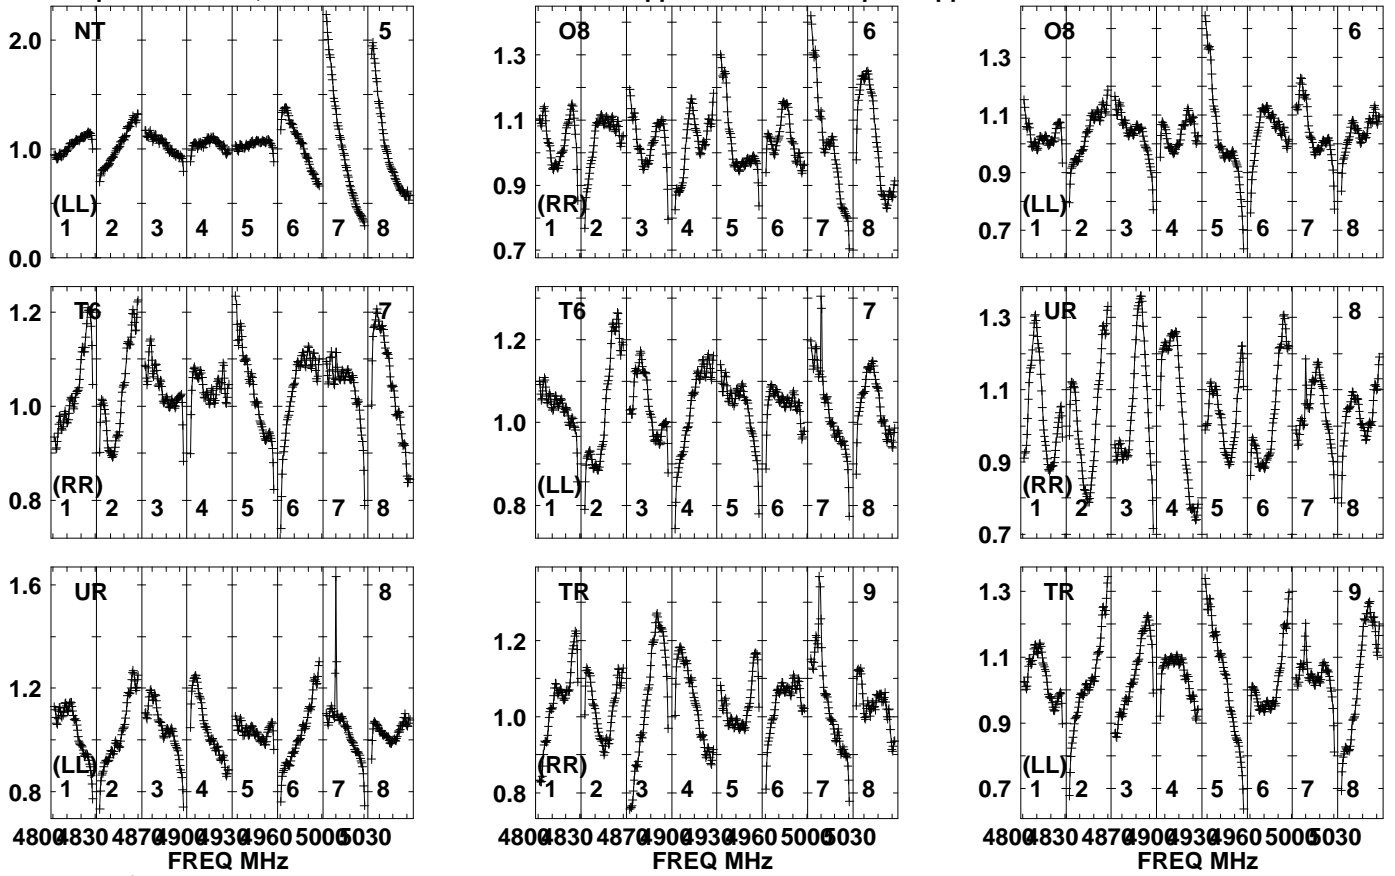 NT 5
2.0
1.0
0.0
(LL)
1 2 3 4 5 6 7 8
O8 6
1.3
1.1
0.9
0.7
(RR)
1 2 3 4 5 6 7 8
O8 6
1.3
1.1
0.9
0.7
(LL)
1 2 3 4 5 6 7 8
T6 7
1.2
1.0
0.8
(RR)
1 2 3 4 5 6 7 8
T6 7
1.2
1.0
0.8
(LL)
1 2 3 4 5 6 7 8
UR 8
1.3
1.1
0.9
0.7
(RR)
1 2 3 4 5 6 7 8
UR 8
1.6
1.2
0.8
(LL)
1 2 3 4 5 6 7 8
4800 4830 4870 4900 4930 4960 5000 5030
FREQ MHz
TR 9
1.2
1.0
0.8
(RR)
1 2 3 4 5 6 7 8
4800 4830 4870 4900 4930 4960 5000 5030
FREQ MHz
TR 9
1.3
1.1
0.9
0.7
(LL)
1 2 3 4 5 6 7 8
4800 4830 4870 4900 4930 4960 5000 5030
FREQ MHz